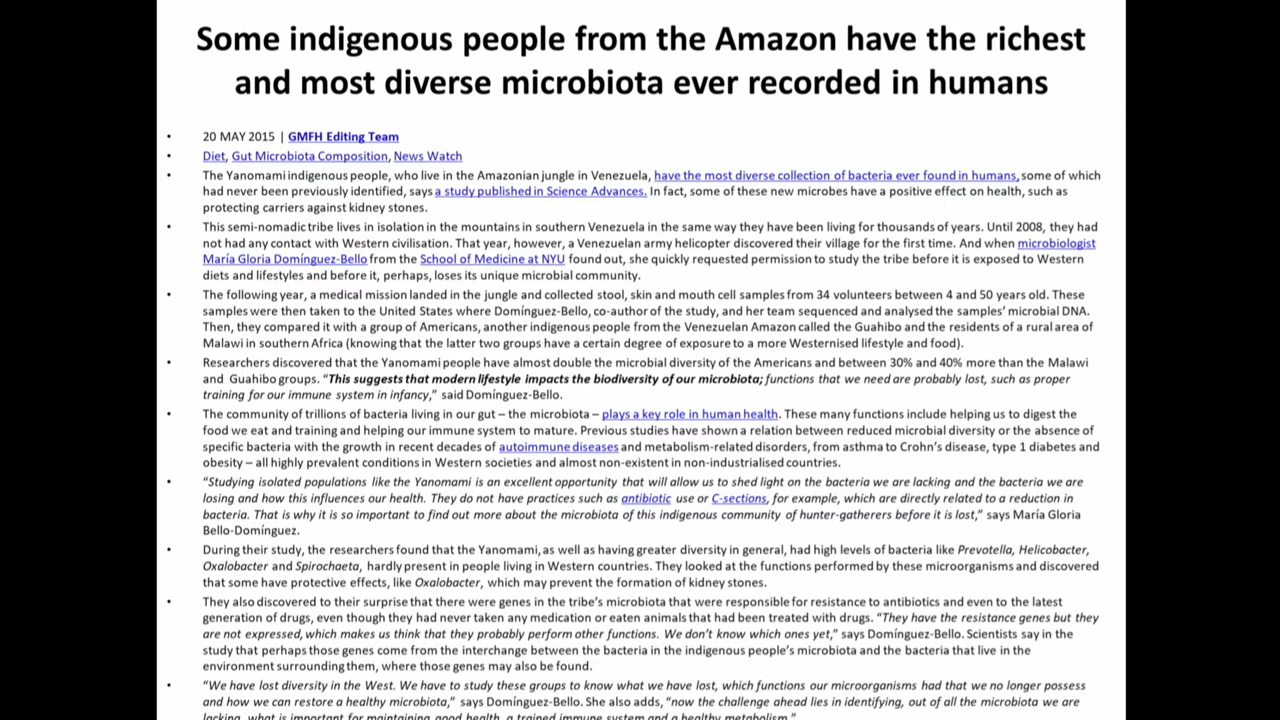 Some indigenous people from the Amazon have the richest
and most diverse microbiota ever recorded in humans
• 20 MAY 2015 | GMFH Editing Team
• Diet, Gut Microbiota Composition, News Watch
• The Yanomami indigenous people, who live in the Amazonian jungle in Venezuela, have the most diverse collection of bacteria ever found in humans, some of which
had never been previously identified, says a study published in Science Advances. In fact, some of these new microbes have a positive effect on health, such as
protecting carriers against kidney stones.
• This semi-nomadic tribe lives in isolation in the mountains in southern Venezuela in the same way they have been living for thousands of years. Until 2008, they had
not had any contact with Western civilisation. That year, however, a Venezuelan army helicopter discovered their village for the first time. And when microbiologist
María Gloria Domínguez-Bello from the School of Medicine at NYU found out, she quickly requested permission to study the tribe before it is exposed to Western
diets and lifestyles and before it, perhaps, loses its unique microbial community.
• The following year, a medical mission landed in the jungle and collected stool, skin and mouth cell samples from 34 volunteers between 4 and 50 years old. These
samples were then taken to the United States where Domínguez-Bello, co-author of the study, and her team sequenced and analysed the samples’ microbial DNA.
Then, they compared it with a group of Americans, another indigenous people from the Venezuelan Amazon called the Guahibo and the residents of a rural area of
Malawi in southern Africa (knowing that the latter two groups have a certain degree of exposure to a more Westernised lifestyle and food).
• Researchers discovered that the Yanomami people have almost double the microbial diversity of the Americans and between 30% and 40% more than the Malawi
and Guahibo groups. “This suggests that modern lifestyle impacts the biodiversity of our microbiota; functions that we need are probably lost, such as proper
training for our immune system in infancy,” said Domínguez-Bello.
• The community of trillions of bacteria living in our gut – the microbiota – plays a key role in human health. These many functions include helping us to digest the
food we eat and training and helping our immune system to mature. Previous studies have shown a relation between reduced microbial diversity or the absence of
specific bacteria with the growth in recent decades of autoimmune diseases and metabolism-related disorders, from asthma to Crohn’s disease, type 1 diabetes and
obesity – all highly prevalent conditions in Western societies and almost non-existent in non-industrialised countries.
• “Studying isolated populations like the Yanomami is an excellent opportunity that will allow us to shed light on the bacteria we are lacking and the bacteria we are
losing and how this influences our health. They do not have practices such as antibiotic use or C-sections, for example, which are directly related to a reduction in
bacteria. That is why it is so important to find out more about the microbiota of this indigenous community of hunter-gatherers before it is lost,” says María Gloria
Bello-Domínguez.
• During their study, the researchers found that the Yanomami, as well as having greater diversity in general, had high levels of bacteria like Prevotella, Helicobacter,
Oxalobacter and Spirochaeta, hardly present in people living in Western countries. They looked at the functions performed by these microorganisms and discovered
that some have protective effects, like Oxalobacter, which may prevent the formation of kidney stones.
• They also discovered to their surprise that there were genes in the tribe’s microbiota that were responsible for resistance to antibiotics and even to the latest
generation of drugs, even though they had never taken any medication or eaten animals that had been treated with drugs. “They have the resistance genes but they
are not expressed, which makes us think that they probably perform other functions. We don’t know which ones yet,” says Domínguez-Bello. Scientists say in the
study that perhaps those genes come from the interchange between the bacteria in the indigenous people’s microbiota and the bacteria that live in the
environment surrounding them, where those genes may also be found.
• “We have lost diversity in the West. We have to study these groups to know what we have lost, which functions our microorganisms had that we no longer possess
and how we can restore a healthy microbiota,” says Domínguez-Bello. She also adds, “now the challenge ahead lies in identifying, out of all the microbiota we are
lacking, what is important for maintaining good health, a trained immune system and a healthy metabolism.”